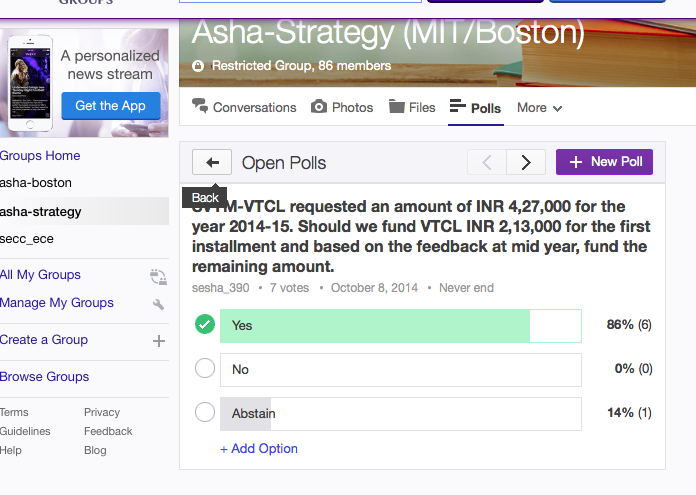 GROUPS
Asha-Strategy (MIT/Boston)
Restricted Group, 86 members
A personalized
news stream
Get the App
Conversations Photos Files Polls More
Groups Home
asha-boston
asha-strategy
secc_ece
All My Groups
Manage My Groups
Create a Group
Browse Groups
Terms Privacy
Guidelines Feedback
Help Blog
Open Polls
+ New Poll
Back
SVYM-VTCL requested an amount of INR 4,27,000 for the
year 2014-15. Should we fund VTCL INR 2,13,000 for the first
installment and based on the feedback at mid year, fund the
remaining amount.
sesha_390 • 7 votes • October 8, 2014 • Never end
Yes 86% (6)
No 0% (0)
Abstain 14% (1)
+ Add Option